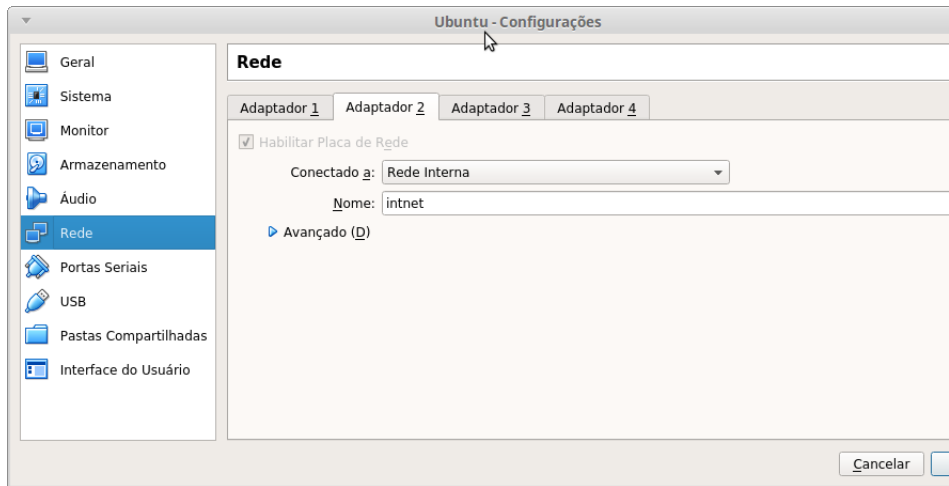 Ubuntu - Configurações
Geral
Sistema
Monitor
Armazenamento
Áudio
Rede
Portas Seriais
USB
Pastas Compartilhadas
Interface do Usuário
Rede
Adaptador 1 Adaptador 2 Adaptador 3 Adaptador 4
Habilitar Placa de Rede
Conectado a: Rede Interna
Nome: intnet
Avançado (D)
Cancelar